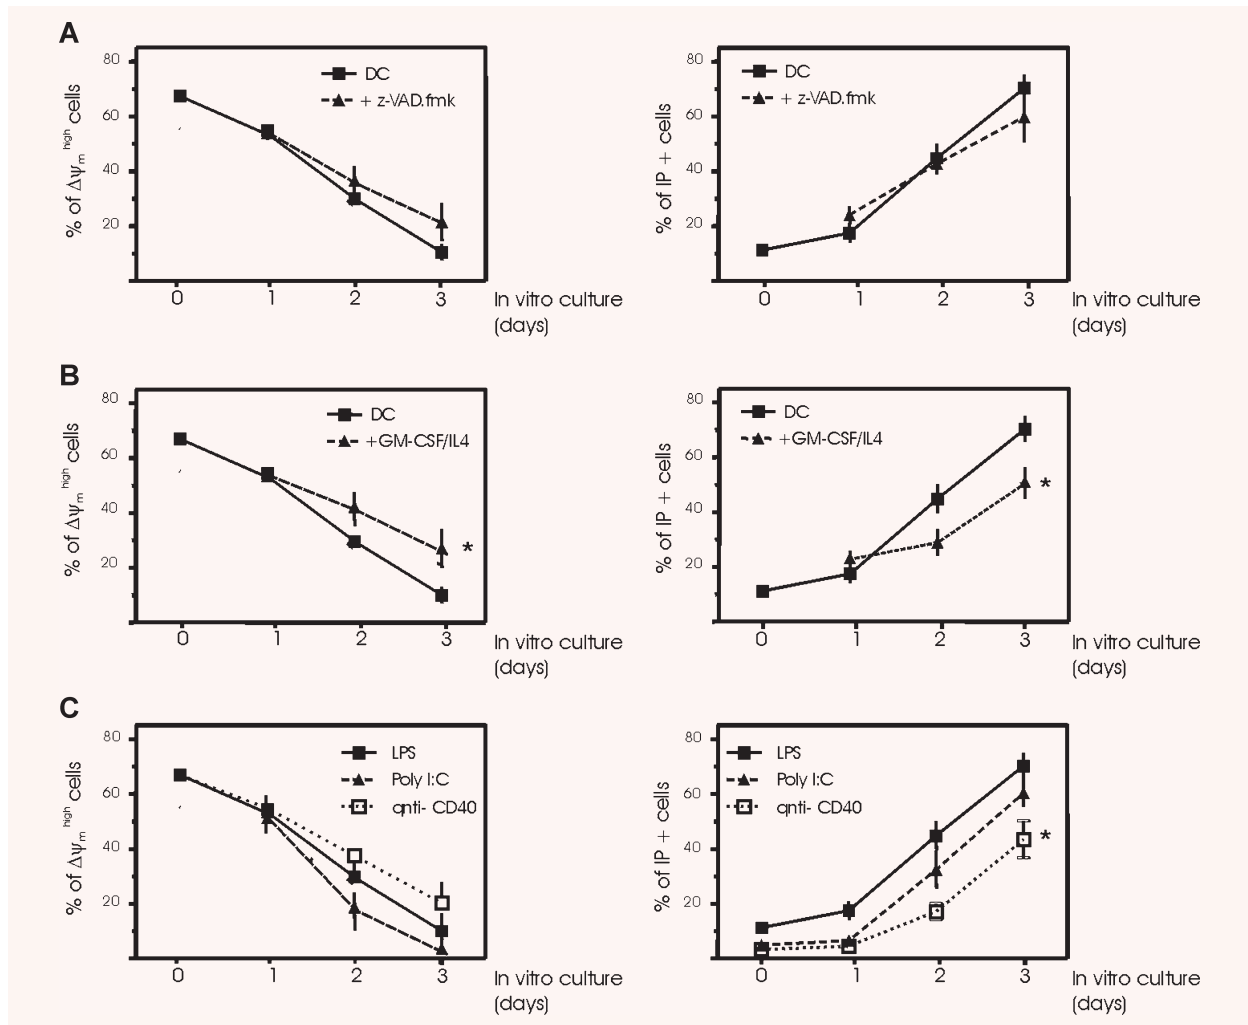 A
80
60
40
20
% of Δψm high cells
DC
+ z-VAD.fmk
0 1 2 3
In vitro culture
(days)
80
60
40
20
% of IP + cells
DC
+ z-VAD.fmk
0 1 2 3
In vitro culture
(days)
B
80
60
40
20
% of Δψm high cells
DC
+GM-CSF/IL4
*
0 1 2 3
In vitro culture
(days)
80
60
40
20
% of IP + cells
DC
+GM-CSF/IL4
*
0 1 2 3
In vitro culture
(days)
C
80
60
40
20
% of Δψm high cells
LPS
Poly I:C
anti- CD40
0 1 2 3
In vitro culture
(days)
80
60
40
20
% of IP + cells
LPS
Poly I:C
anti- CD40
*
0 1 2 3
In vitro culture
(days)